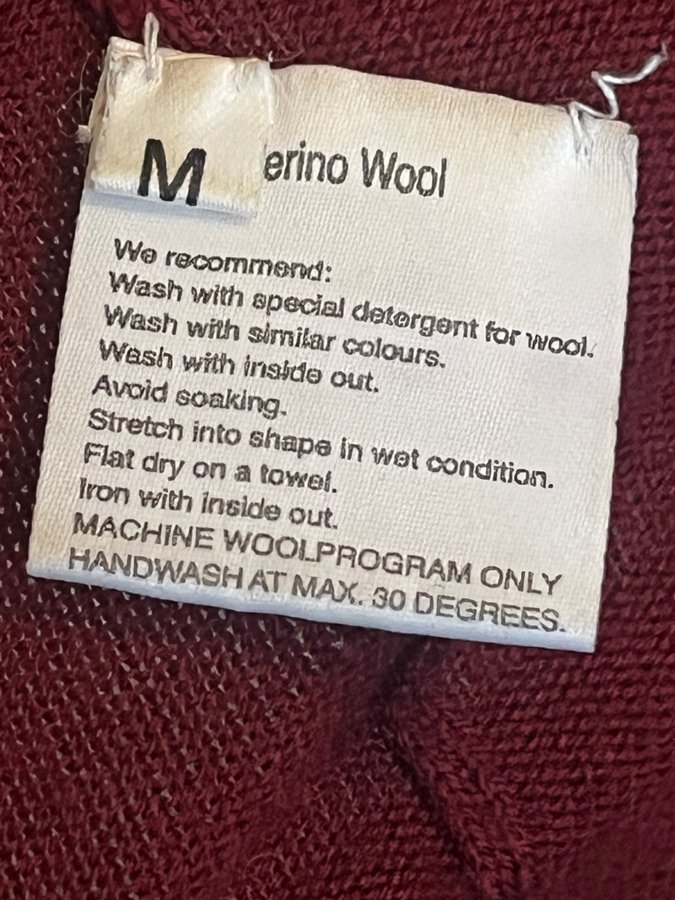 M erino Wool
We recommend:
Wash with special detergent for wool.
Wash with similar colours.
Wash with inside out.
Avoid soaking.
Stretch into shape in wet condition.
Flat dry on a towel.
Iron with inside out.
MACHINE WOOLPROGRAM ONLY
HANDWASH AT MAX. 30 DEGREES.